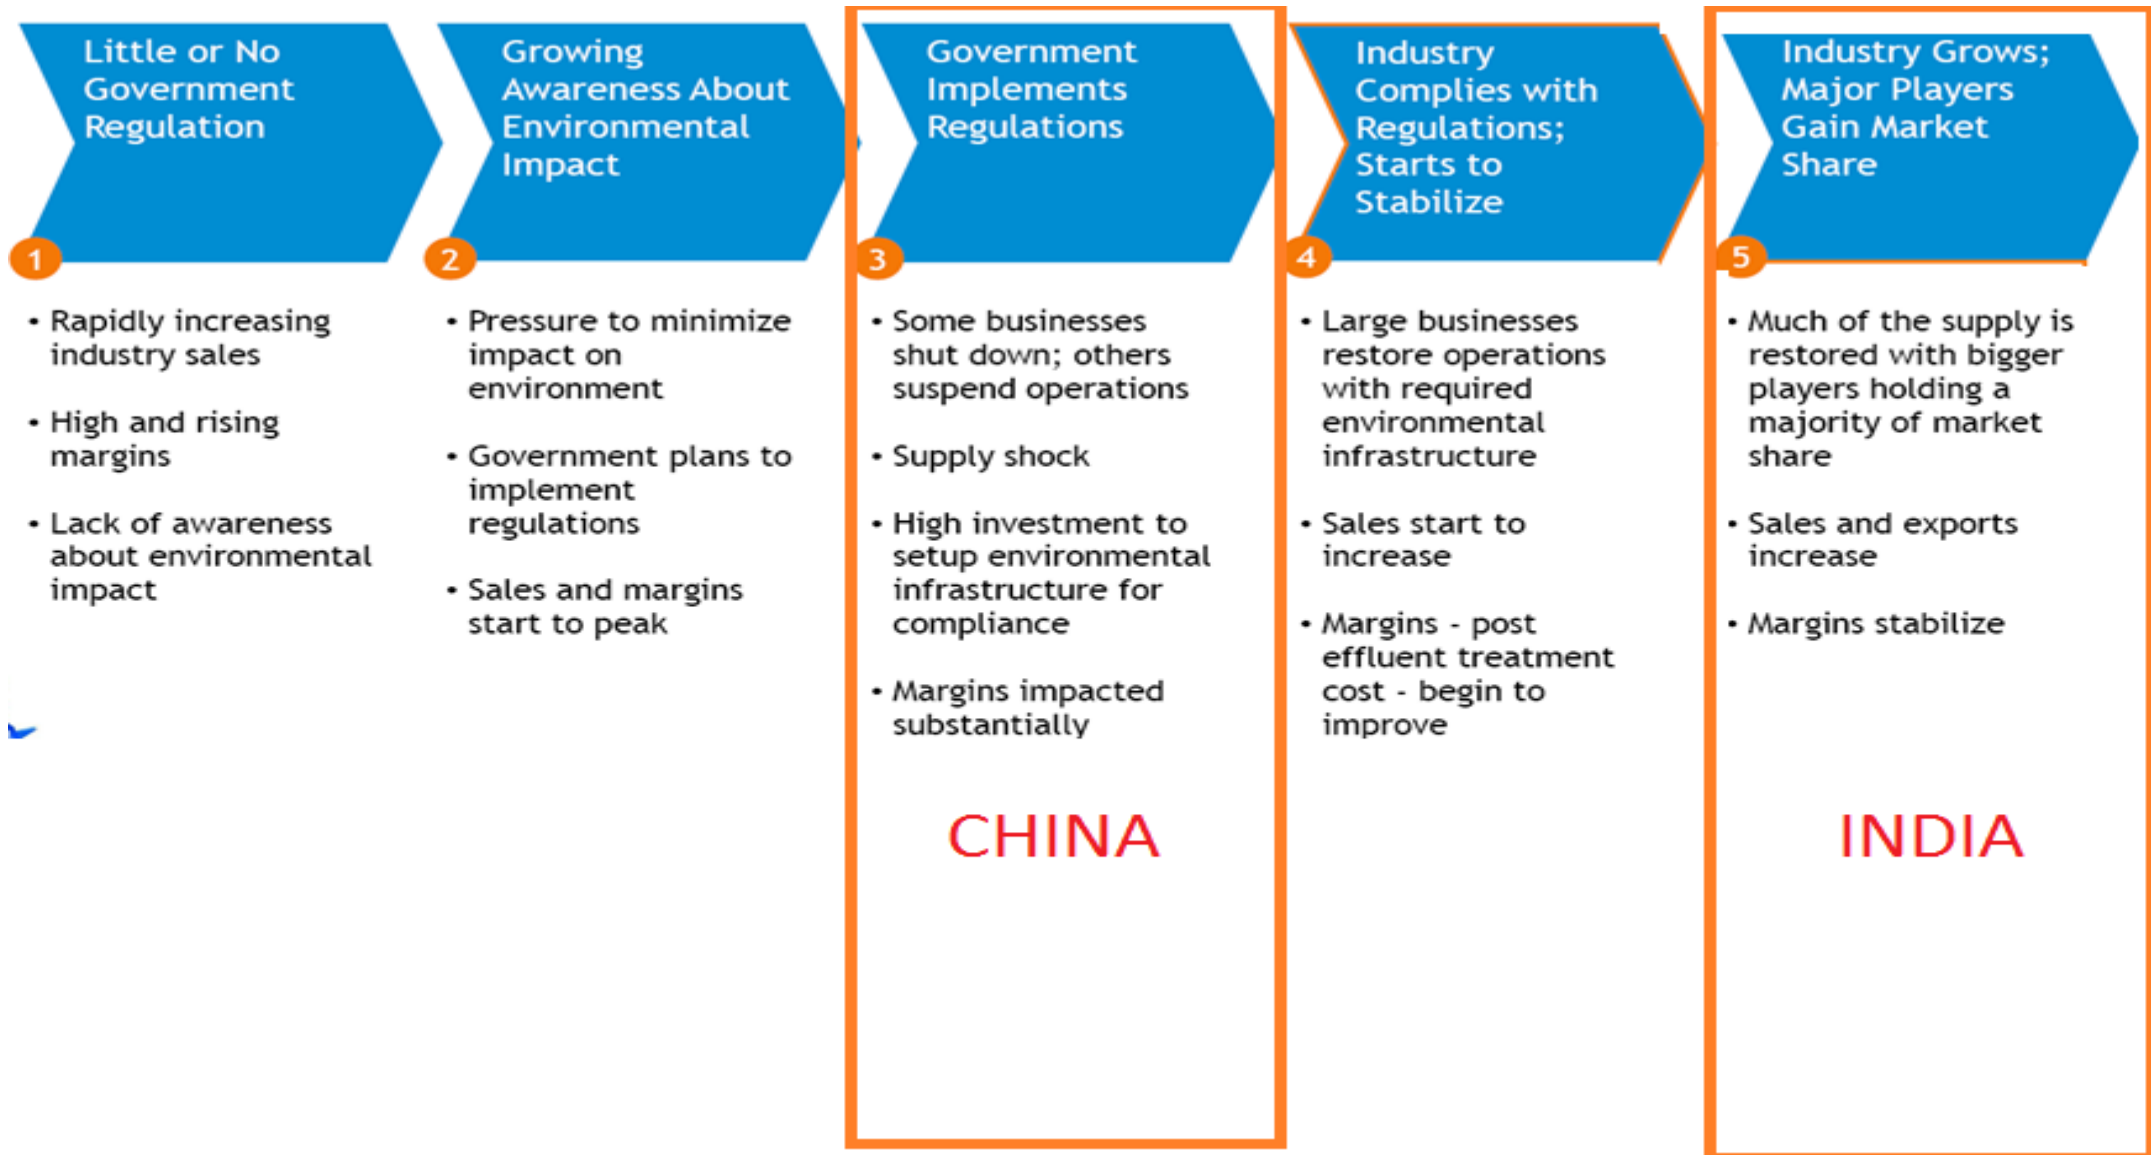 Little or No
Government
Regulation
1
• Rapidly increasing
industry sales
• High and rising
margins
• Lack of awareness
about environmental
impact
Growing
Awareness About
Environmental
Impact
2
• Pressure to minimize
impact on
environment
• Government plans to
implement
regulations
• Sales and margins
start to peak
Government
Implements
Regulations
3
• Some businesses
shut down; others
suspend operations
• Supply shock
• High investment to
setup environmental
infrastructure for
compliance
• Margins impacted
substantially
CHINA
Industry
Complies with
Regulations;
Starts to
Stabilize
4
• Large businesses
restore operations
with required
environmental
infrastructure
• Sales start to
increase
• Margins - post
effluent treatment
cost - begin to
improve
Industry Grows;
Major Players
Gain Market
Share
5
• Much of the supply is
restored with bigger
players holding a
majority of market
share
• Sales and exports
increase
• Margins stabilize
INDIA